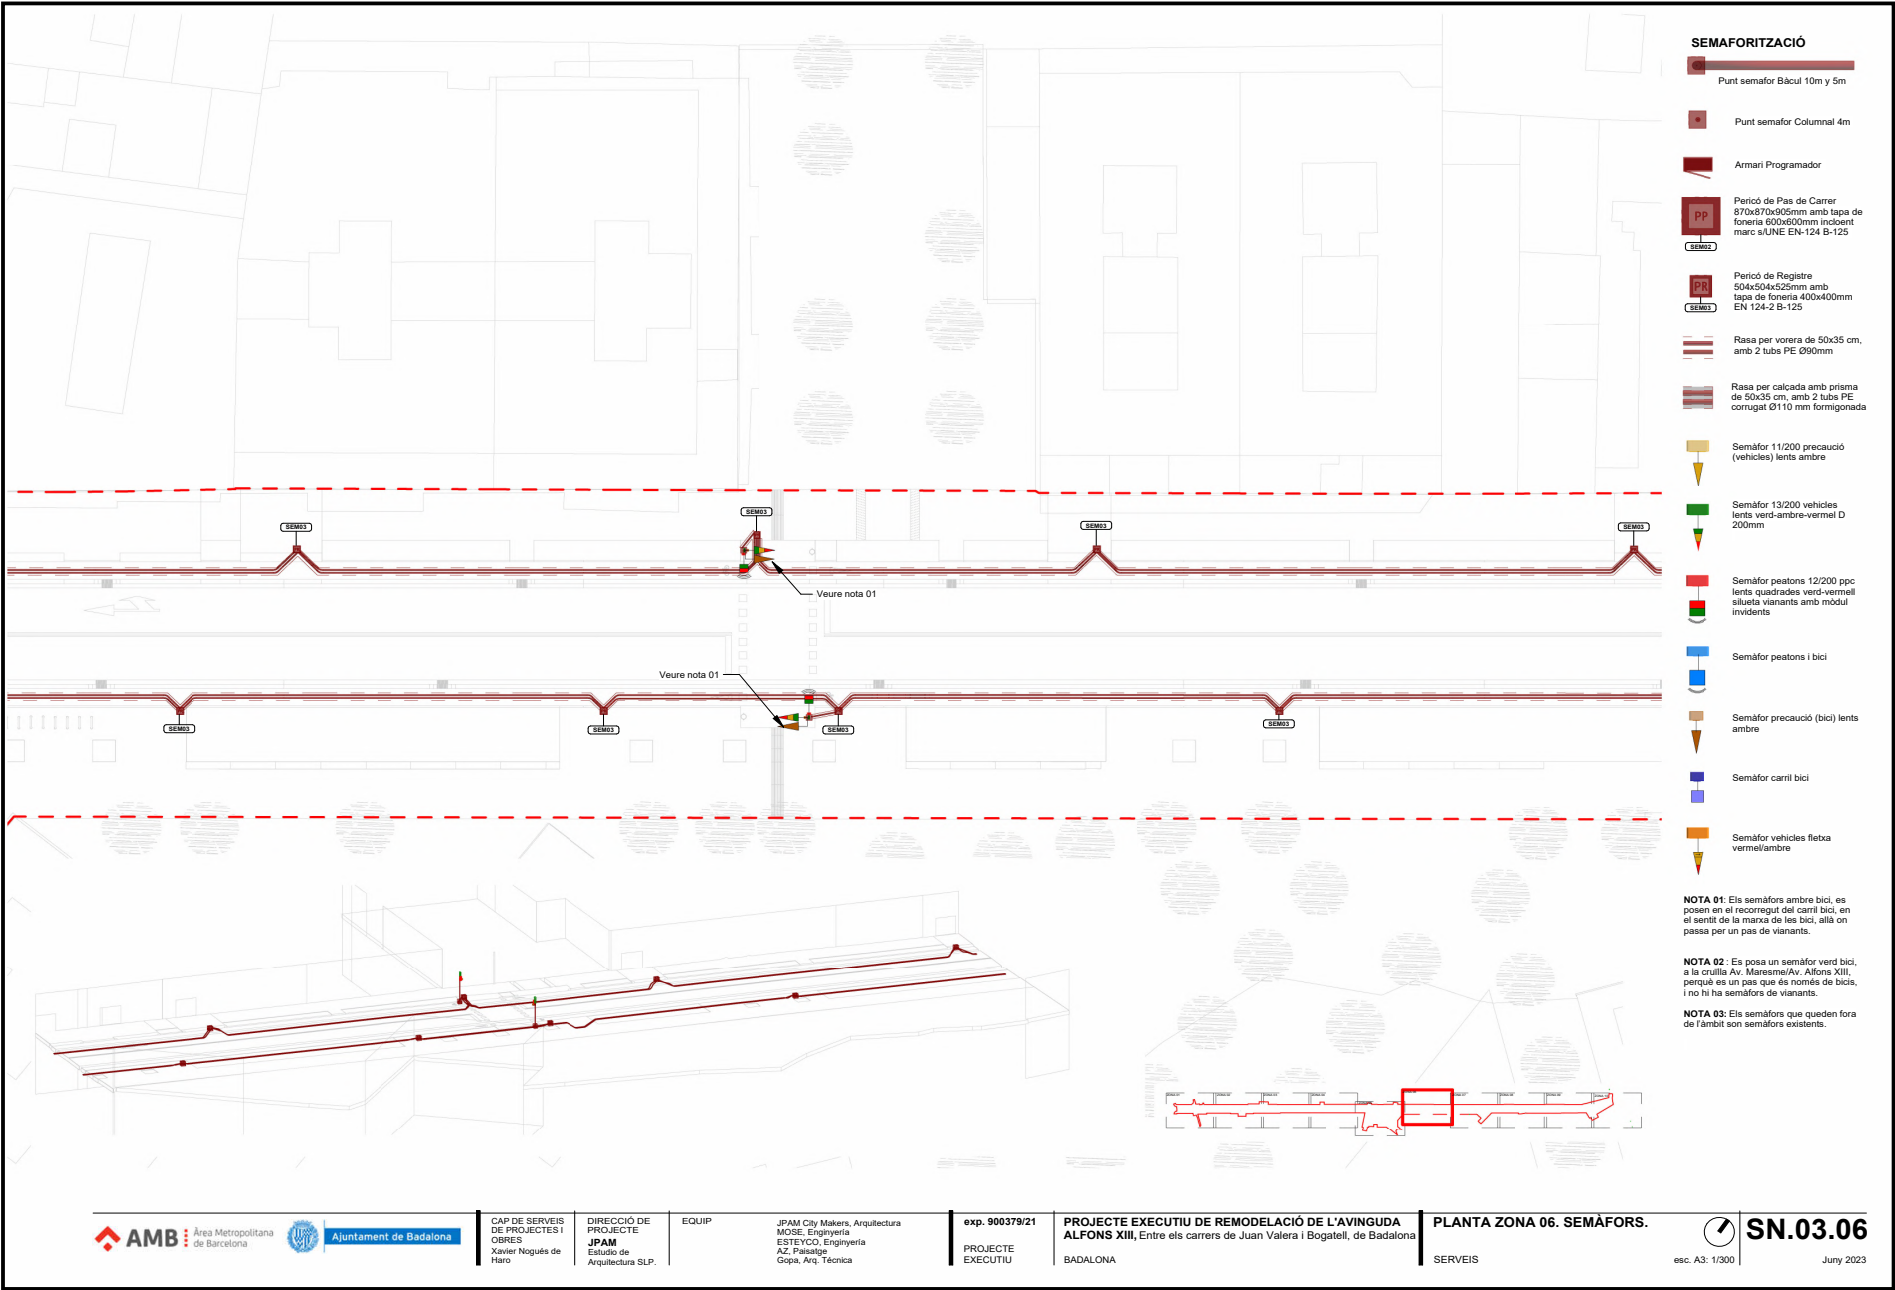 SEMAFORITZACIÓ
Punt semafor Bàcul 10m y 5m
Punt semafor Columnal 4m
Armari Programador
PP
SEM02
Pericó de Pas de Carrer
870x870x905mm amb tapa de
foneria 600x600mm incloent
marc s/UNE EN-124 B-125
PR
SEM03
Pericó de Registre
504x504x525mm amb
tapa de foneria 400x400mm
EN 124-2 B-125
Rasa per vorera de 50x35 cm,
amb 2 tubs PE Ø90mm
Rasa per calçada amb prisma
de 50x35 cm, amb 2 tubs PE
corrugat Ø110 mm formigonada
Semàfor 11/200 precaució
(vehicles) lents ambre
Semàfor 13/200 vehicles
lents verd-ambre-vermel D
200mm
Semàfor peatons 12/200 ppc
lents quadrades verd-vermell
silueta vianants amb mòdul
invidents
Semàfor peatons i bici
Semàfor precaució (bici) lents
ambre
Semàfor carril bici
Semàfor vehicles fletxa
vermel/ambre
NOTA 01: Els semàfors ambre bici, es
posen en el recorregut del carril bici, en
el sentit de la marxa de les bici, allà on
passa per un pas de vianants.
NOTA 02 : Es posa un semàfor verd bici,
a la cruïlla Av. Maresme/Av. Alfons XIII,
perquè es un pas que és només de bicis,
i no hi ha semàfors de vianants.
NOTA 03: Els semàfors que queden fora
de l'àmbit son semàfors existents.
SEM03
SEM03
SEM03
SEM03
Veure nota 01
Veure nota 01
SEM03
SEM03
SEM03
SEM03
AMB
Àrea Metropolitana
de Barcelona
Ajuntament de Badalona
CAP DE SERVEIS
DE PROJECTES I
OBRES
Xavier Nogués de
Haro
DIRECCIÓ DE
PROJECTE
JPAM
Estudio de
Arquitectura SLP.
EQUIP
JPAM City Makers, Arquitectura
MOSE, Enginyeria
ESTEYCO, Enginyeria
AZ, Paisatge
Gopa, Arq. Técnica
exp. 900379/21
PROJECTE
EXECUTIU
PROJECTE EXECUTIU DE REMODELACIÓ DE L'AVINGUDA
ALFONS XIII, Entre els carrers de Juan Valera i Bogatell, de Badalona
BADALONA
PLANTA ZONA 06. SEMÀFORS.
SERVEIS
esc. A3: 1/300
SN.03.06
Juny 2023